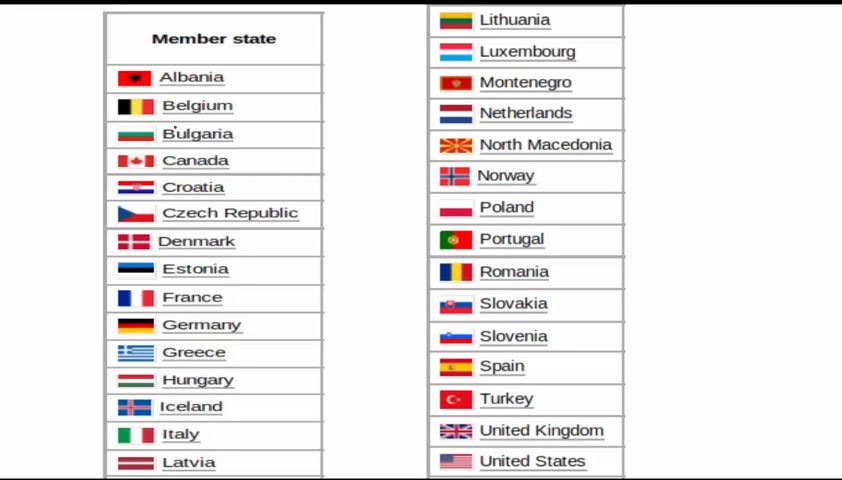 Member state
Albania
Belgium
Bulgaria
Canada
Croatia
Czech Republic
Denmark
Estonia
France
Germany
Greece
Hungary
Iceland
Italy
Latvia
Lithuania
Luxembourg
Montenegro
Netherlands
North Macedonia
Norway
Poland
Portugal
Romania
Slovakia
Slovenia
Spain
Turkey
United Kingdom
United States